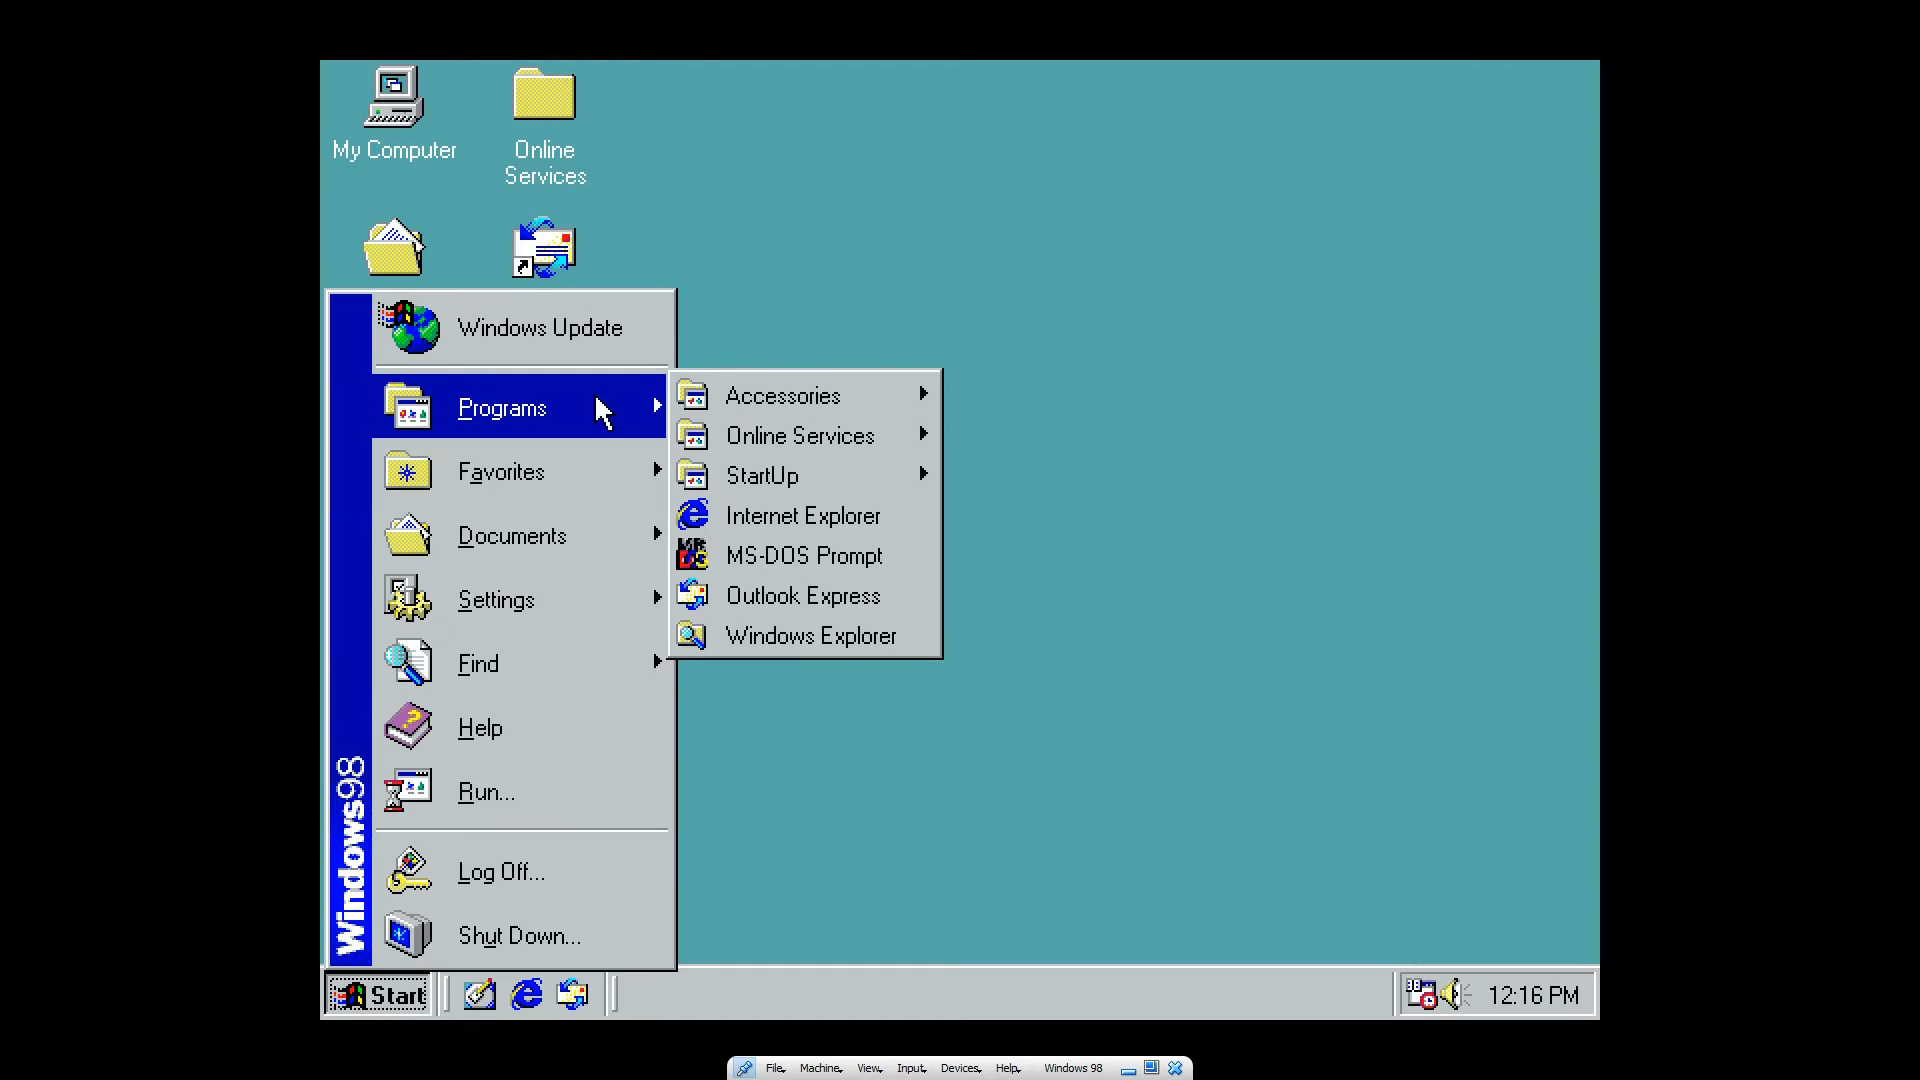 My Computer
Online
Services
Windows Update
Programs
Favorites
Documents
Settings
Find
Help
Run...
Log Off...
Shut Down...
Windows98
Accessories
Online Services
StartUp
Internet Explorer
MS-DOS Prompt
Outlook Express
Windows Explorer
Start
12:16 PM
File Machine View Input Devices Help Windows 98